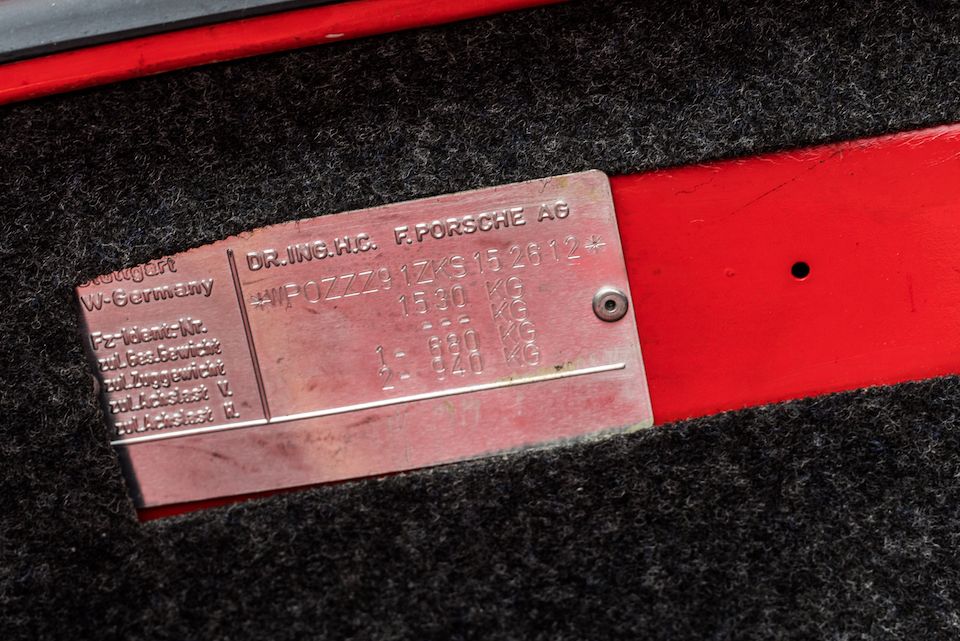 DR.ING.H.C. F.PORSCHE AG
Stuttgart
W-Germany
Fz-Ident-Nr. *WP0ZZZ91ZKS152612*
zul.Ges.Gewicht 1530 KG
zul.Zuggewicht --- KG
zul.Achslast V. 1- 680 KG
zul.Achslast H. 2- 940 KG